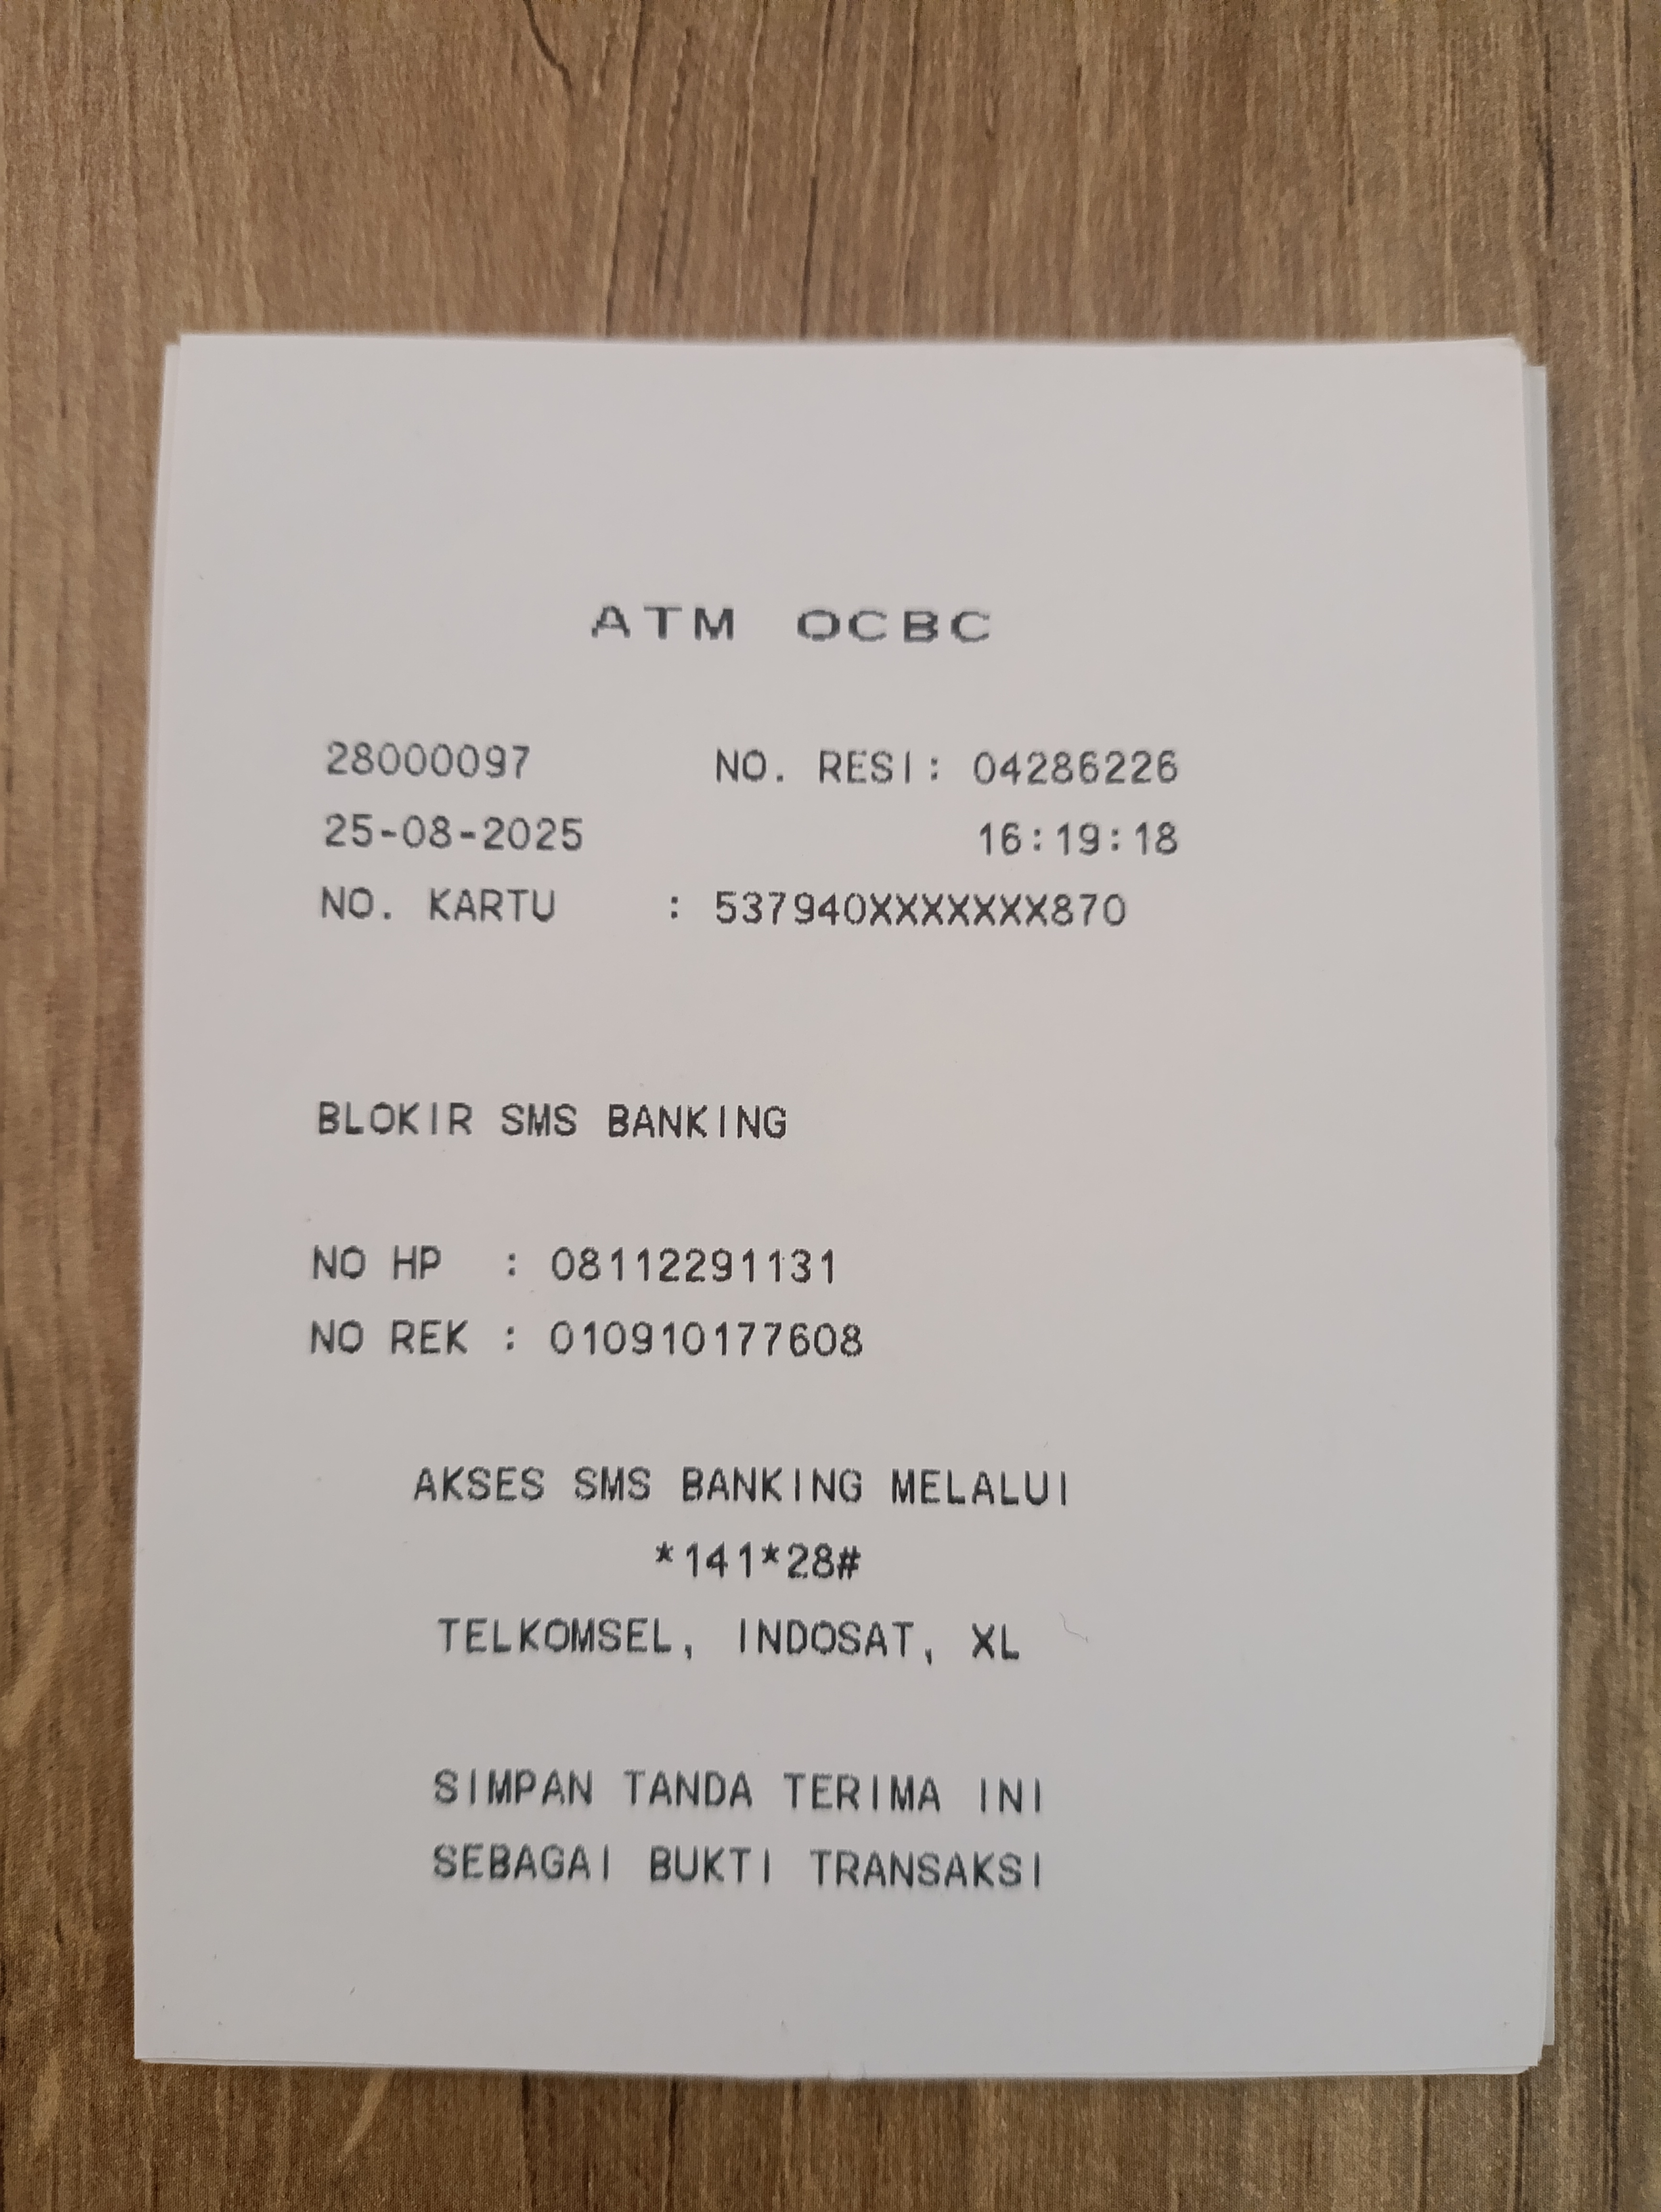 ATM OCBC
28000097 NO. RESI: 04286226
25-08-2025 16:19:18
NO. KARTU : 537940XXXXXXX870
BLOKIR SMS BANKING
NO HP : 08112291131
NO REK : 010910177608
AKSES SMS BANKING MELALUI
*141*28#
TELKOMSEL, INDOSAT, XL
SIMPAN TANDA TERIMA INI
SEBAGAI BUKTI TRANSAKSI